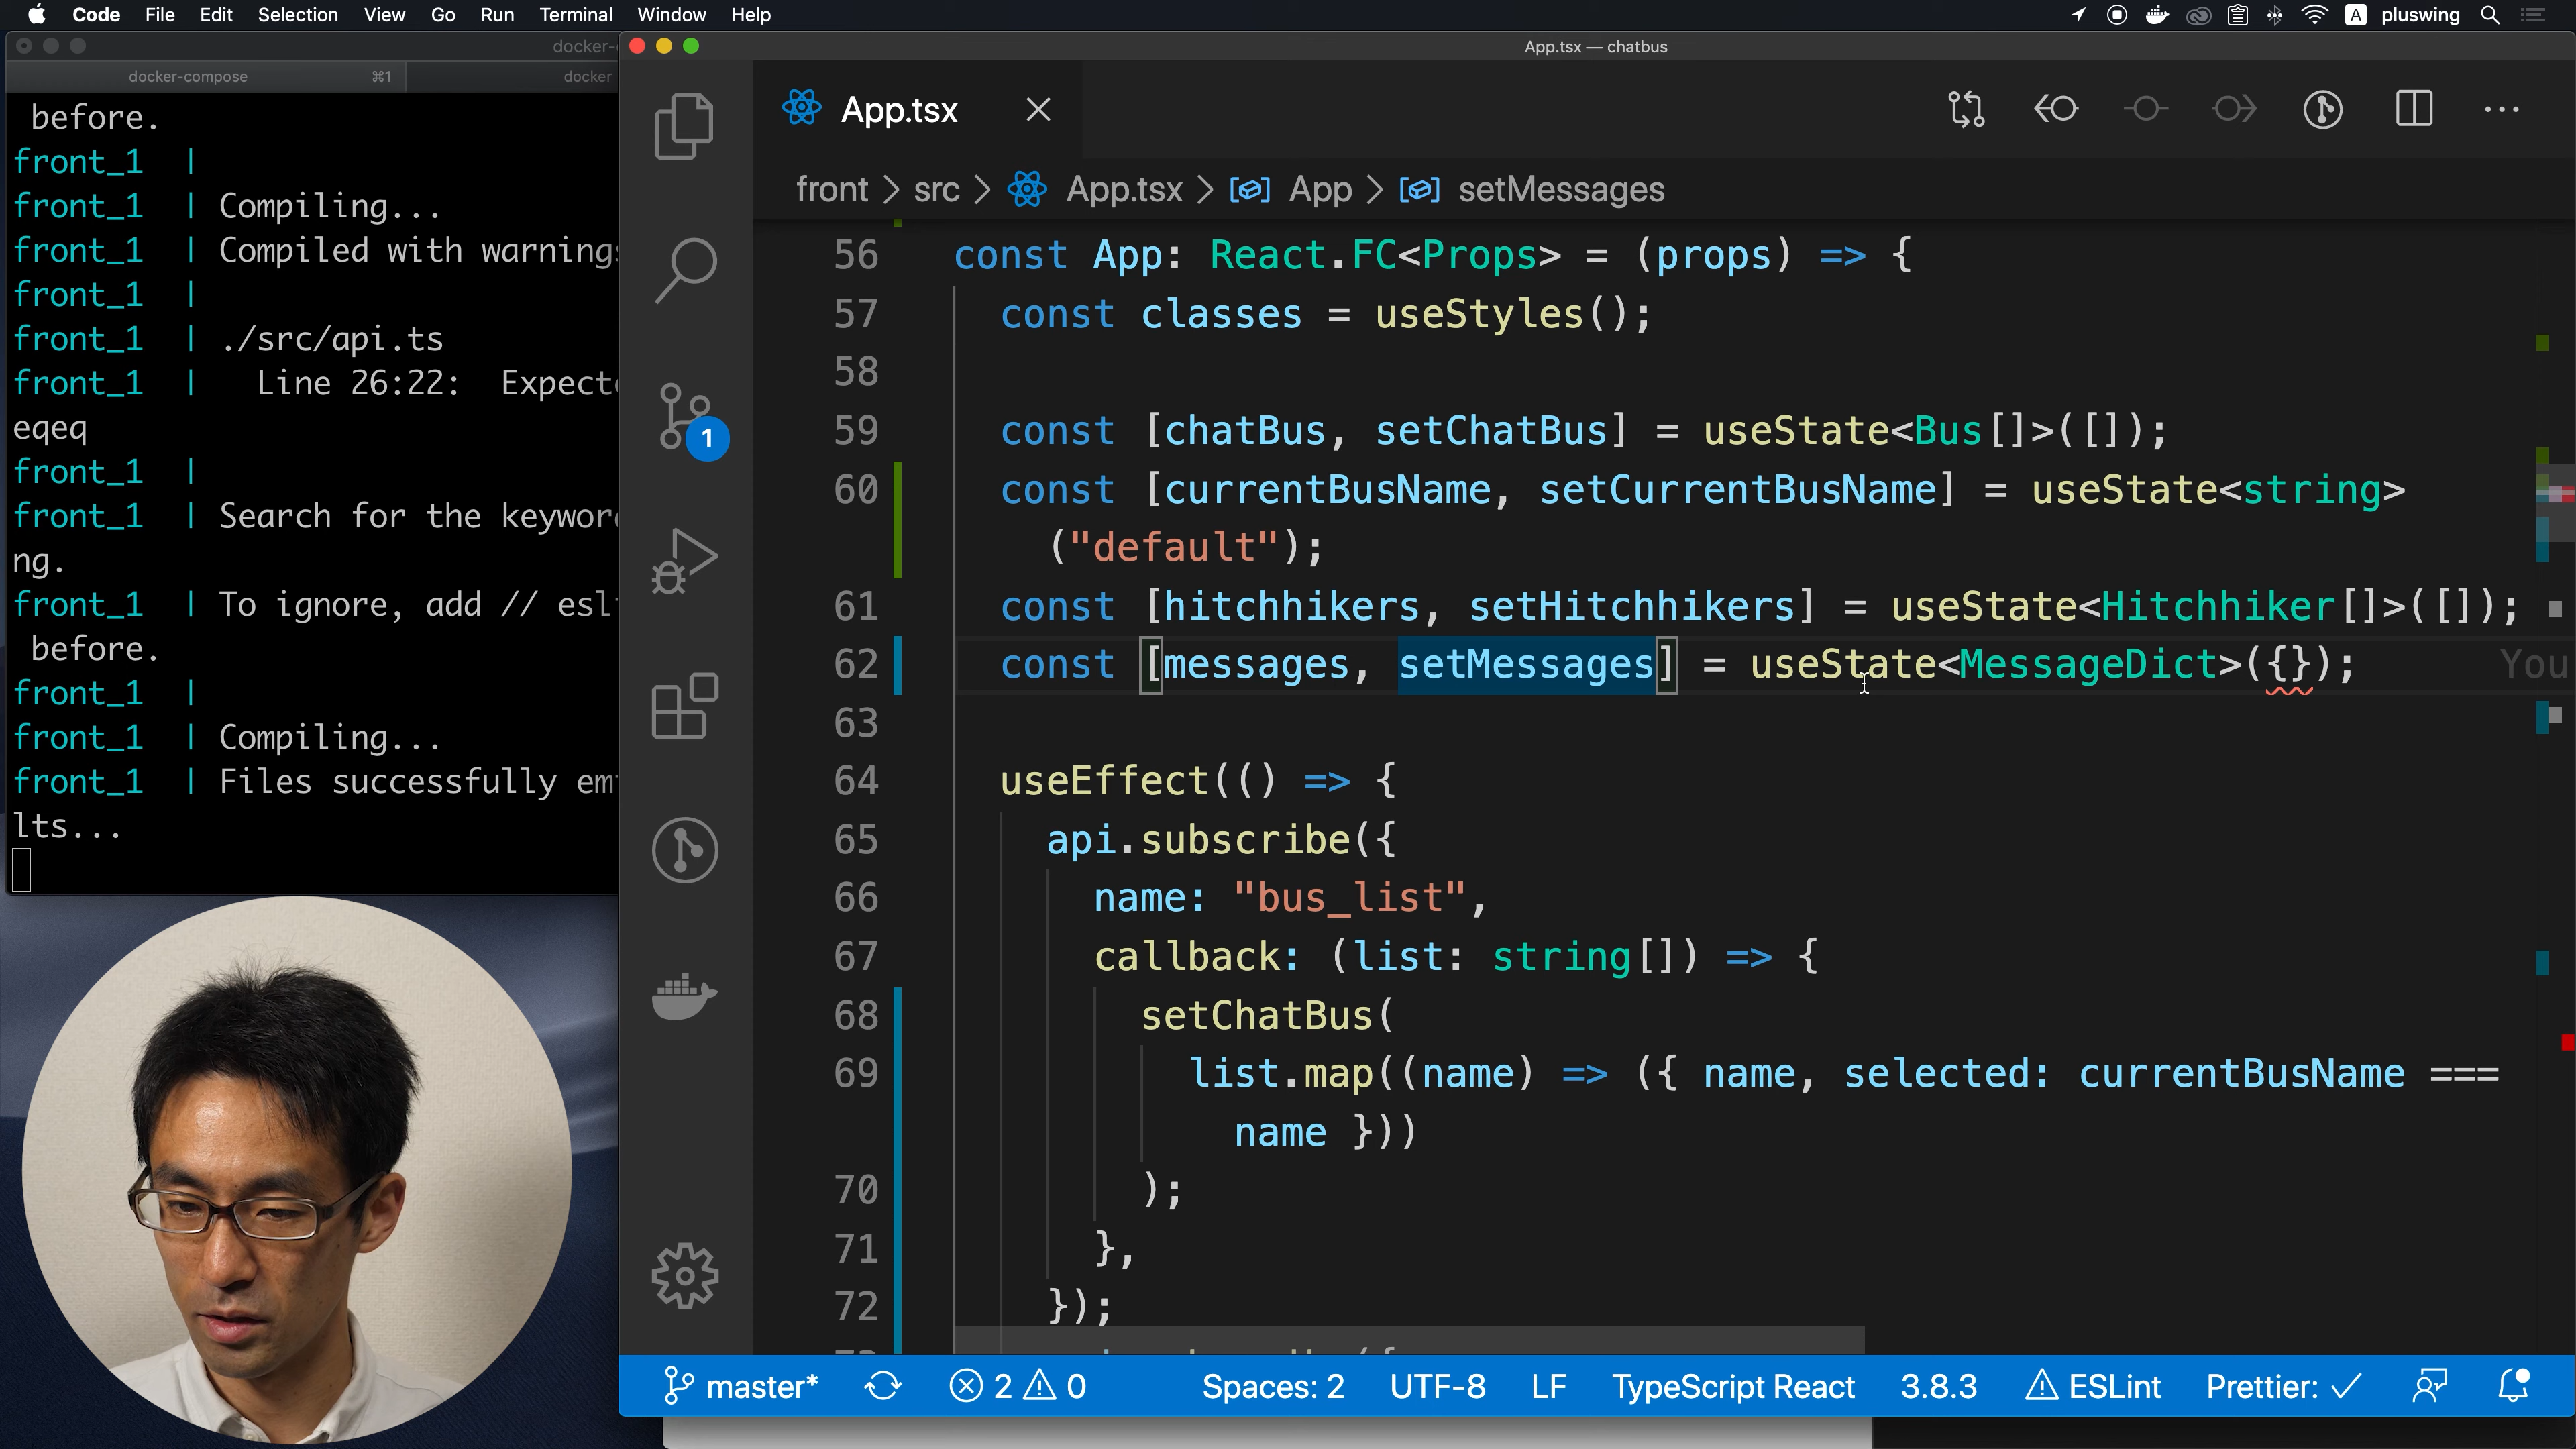 Code File Edit Selection View Go Run Terminal Window Help
A pluswing
docker-
docker-compose ⌘1 docker
before.
front_1 |
front_1 | Compiling...
front_1 | Compiled with warnings
front_1 |
front_1 | ./src/api.ts
front_1 | Line 26:22: Expect
eqeq
front_1 |
front_1 | Search for the keywor
ng.
front_1 | To ignore, add // esl
before.
front_1 |
front_1 | Compiling...
front_1 | Files successfully em
lts...
App.tsx — chatbus
App.tsx
front > src > App.tsx > App > setMessages
1
56 const App: React.FC<Props> = (props) => {
57 const classes = useStyles();
58
59 const [chatBus, setChatBus] = useState<Bus[]>([]);
60 const [currentBusName, setCurrentBusName] = useState<string>
("default");
61 const [hitchhikers, setHitchhikers] = useState<Hitchhiker[]>([]);
62 const [messages, setMessages] = useState<MessageDict>({}); You
63
64 useEffect(() => {
65 api.subscribe({
66 name: "bus_list",
67 callback: (list: string[]) => {
68 setChatBus(
69 list.map((name) => ({ name, selected: currentBusName ===
name }))
70 );
71 },
72 });
master* 2 0 Spaces: 2 UTF-8 LF TypeScript React 3.8.3 ESLint Prettier: ✓